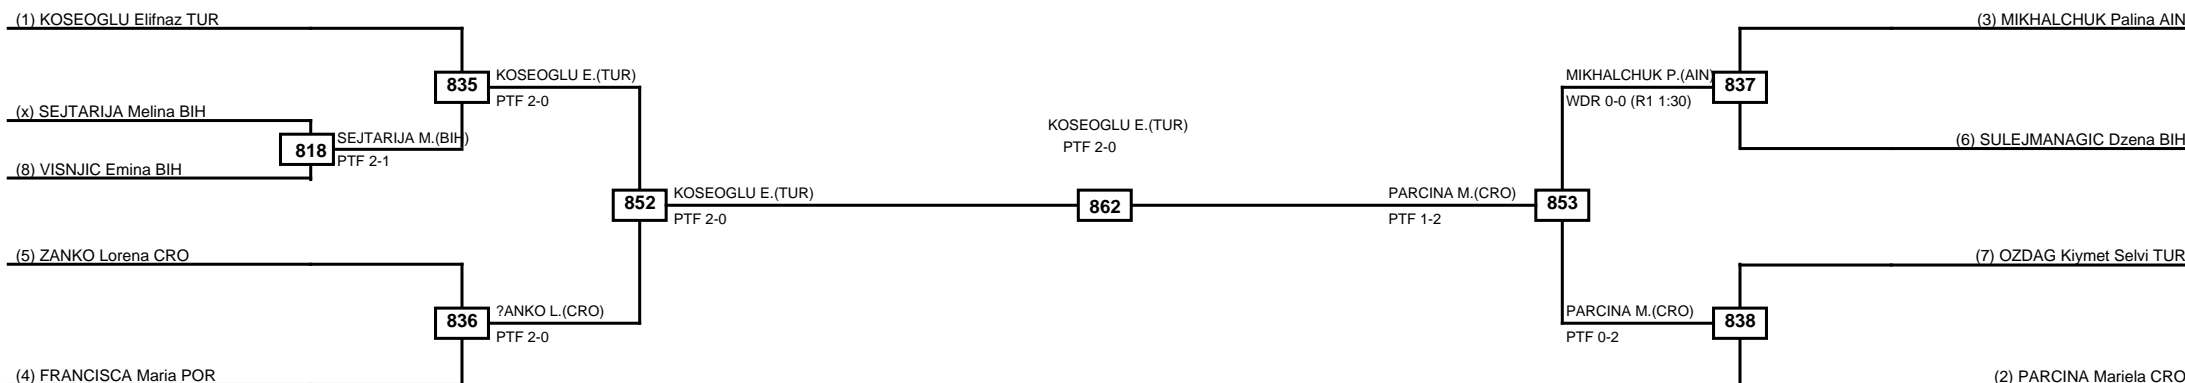 (1) KOSEOGLU Elifnaz TUR
(3) MIKHALCHUK Palina AIN
835
KOSEOGLU E.(TUR)
PTF 2-0
MIKHALCHUK P.(AIN)
WDR 0-0 (R1 1:30)
837
(x) SEJTARIJA Melina BIH
818
SEJTARIJA M.(BIH)
PTF 2-1
(8) VISNJIC Emina BIH
KOSEOGLU E.(TUR)
PTF 2-0
(6) SULEJMANAGIC Dzena BIH
852
KOSEOGLU E.(TUR)
PTF 2-0
862
PARCINA M.(CRO)
PTF 1-2
853
(5) ZANKO Lorena CRO
(7) OZDAG Kiymet Selvi TUR
836
?ANKO L.(CRO)
PTF 2-0
PARCINA M.(CRO)
PTF 0-2
838
(4) FRANCISCA Maria POR
(2) PARCINA Mariela CRO